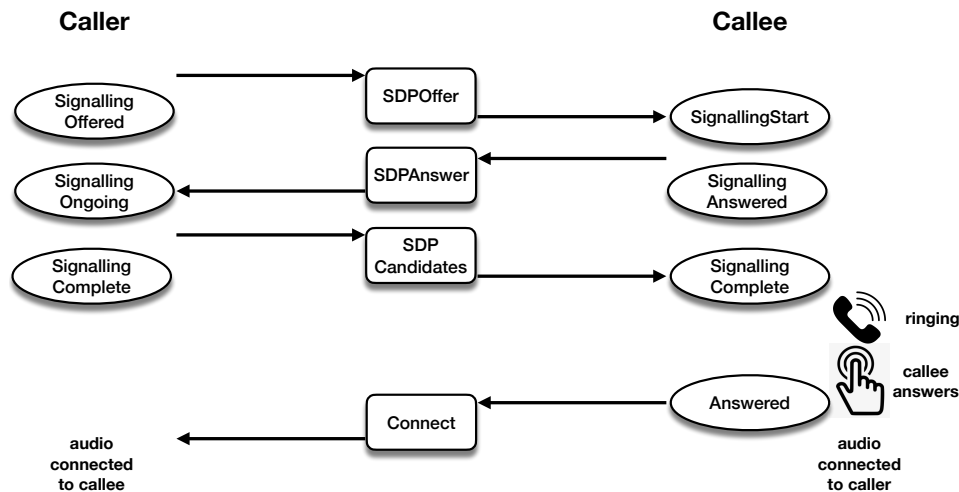 Caller
Callee
Signalling
Offered
SDPOffer
SignallingStart
Signalling
Ongoing
SDPAnswer
Signalling
Answered
Signalling
Complete
SDP
Candidates
Signalling
Complete
ringing
callee
answers
Connect
Answered
audio
connected
to callee
audio
connected
to caller